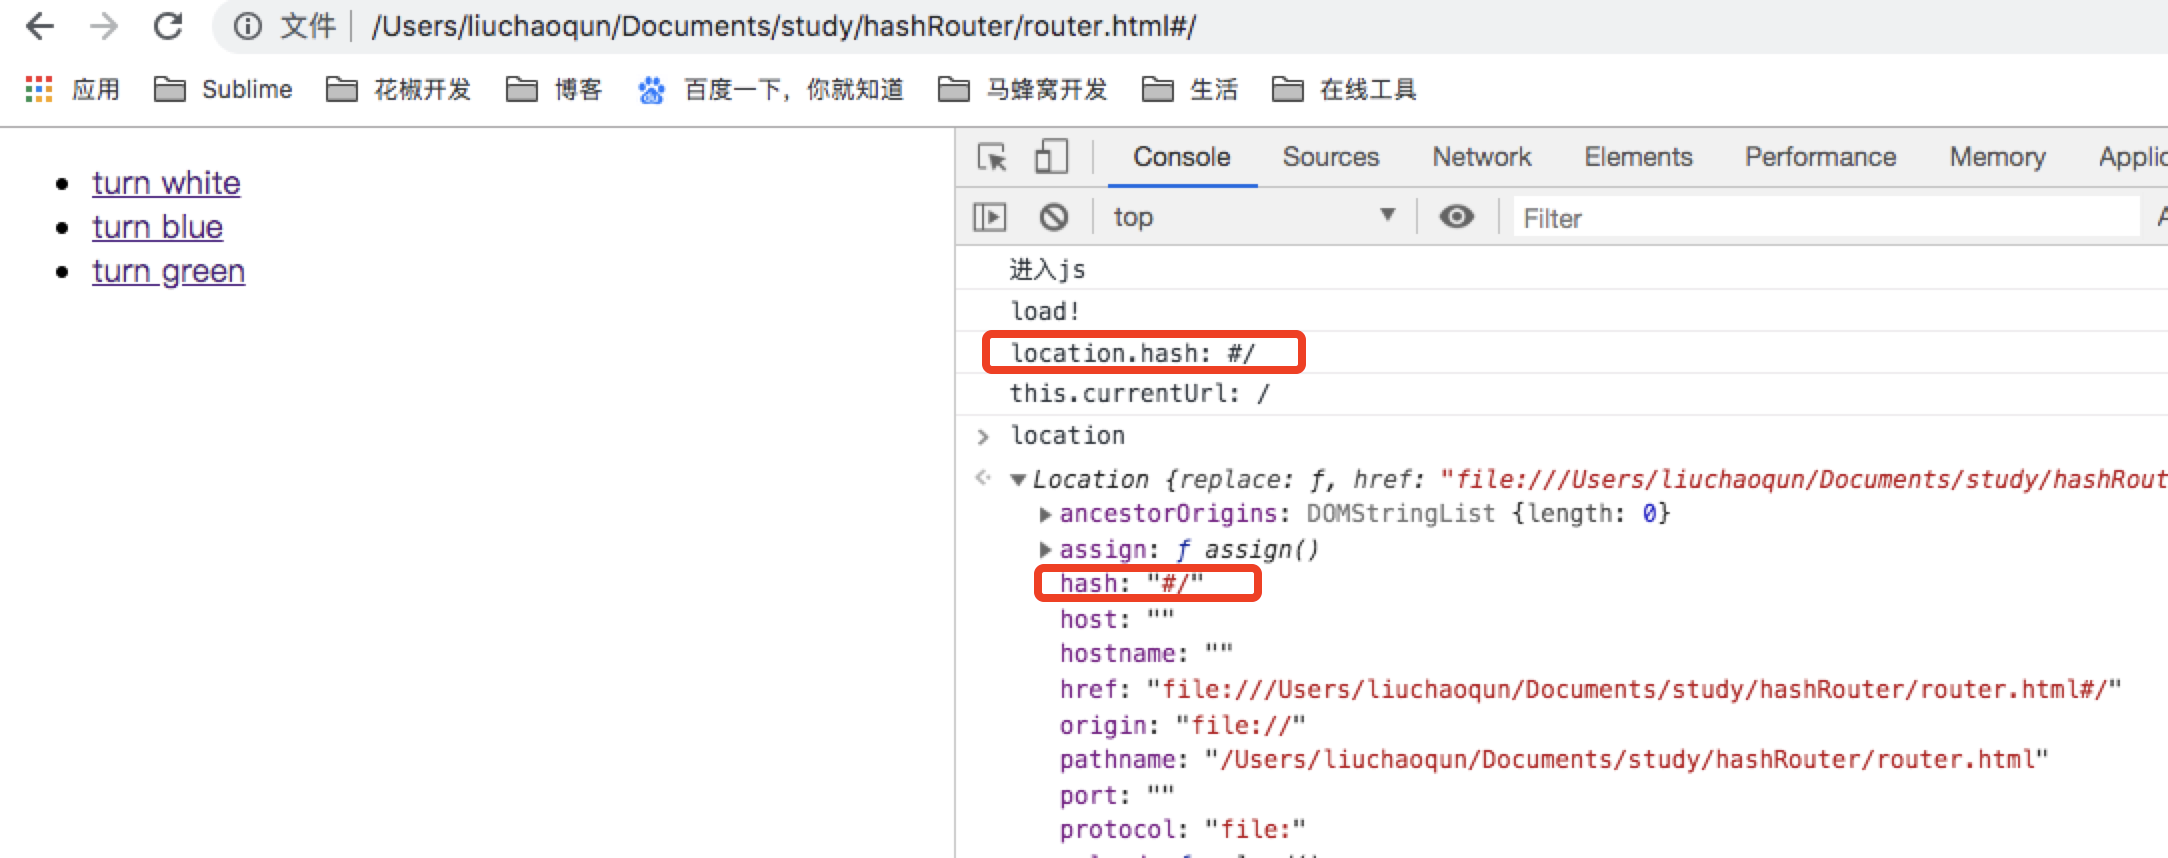 文件 /Users/liuchaoqun/Documents/study/hashRouter/router.html#/
应用 Sublime 花椒开发 博客 百度一下，你就知道 马蜂窝开发 生活 在线工具
turn white
turn blue
turn green
Console Sources Network Elements Performance Memory Applic
top Filter
进入js
load!
location.hash: #/
this.currentUrl: /
> location
Location {replace: ƒ, href: "file:///Users/liuchaoqun/Documents/study/hashRout
ancestorOrigins: DOMStringList {length: 0}
assign: ƒ assign()
hash: "#/"
host: ""
hostname: ""
href: "file:///Users/liuchaoqun/Documents/study/hashRouter/router.html#/"
origin: "file://"
pathname: "/Users/liuchaoqun/Documents/study/hashRouter/router.html"
port: ""
protocol: "file:"